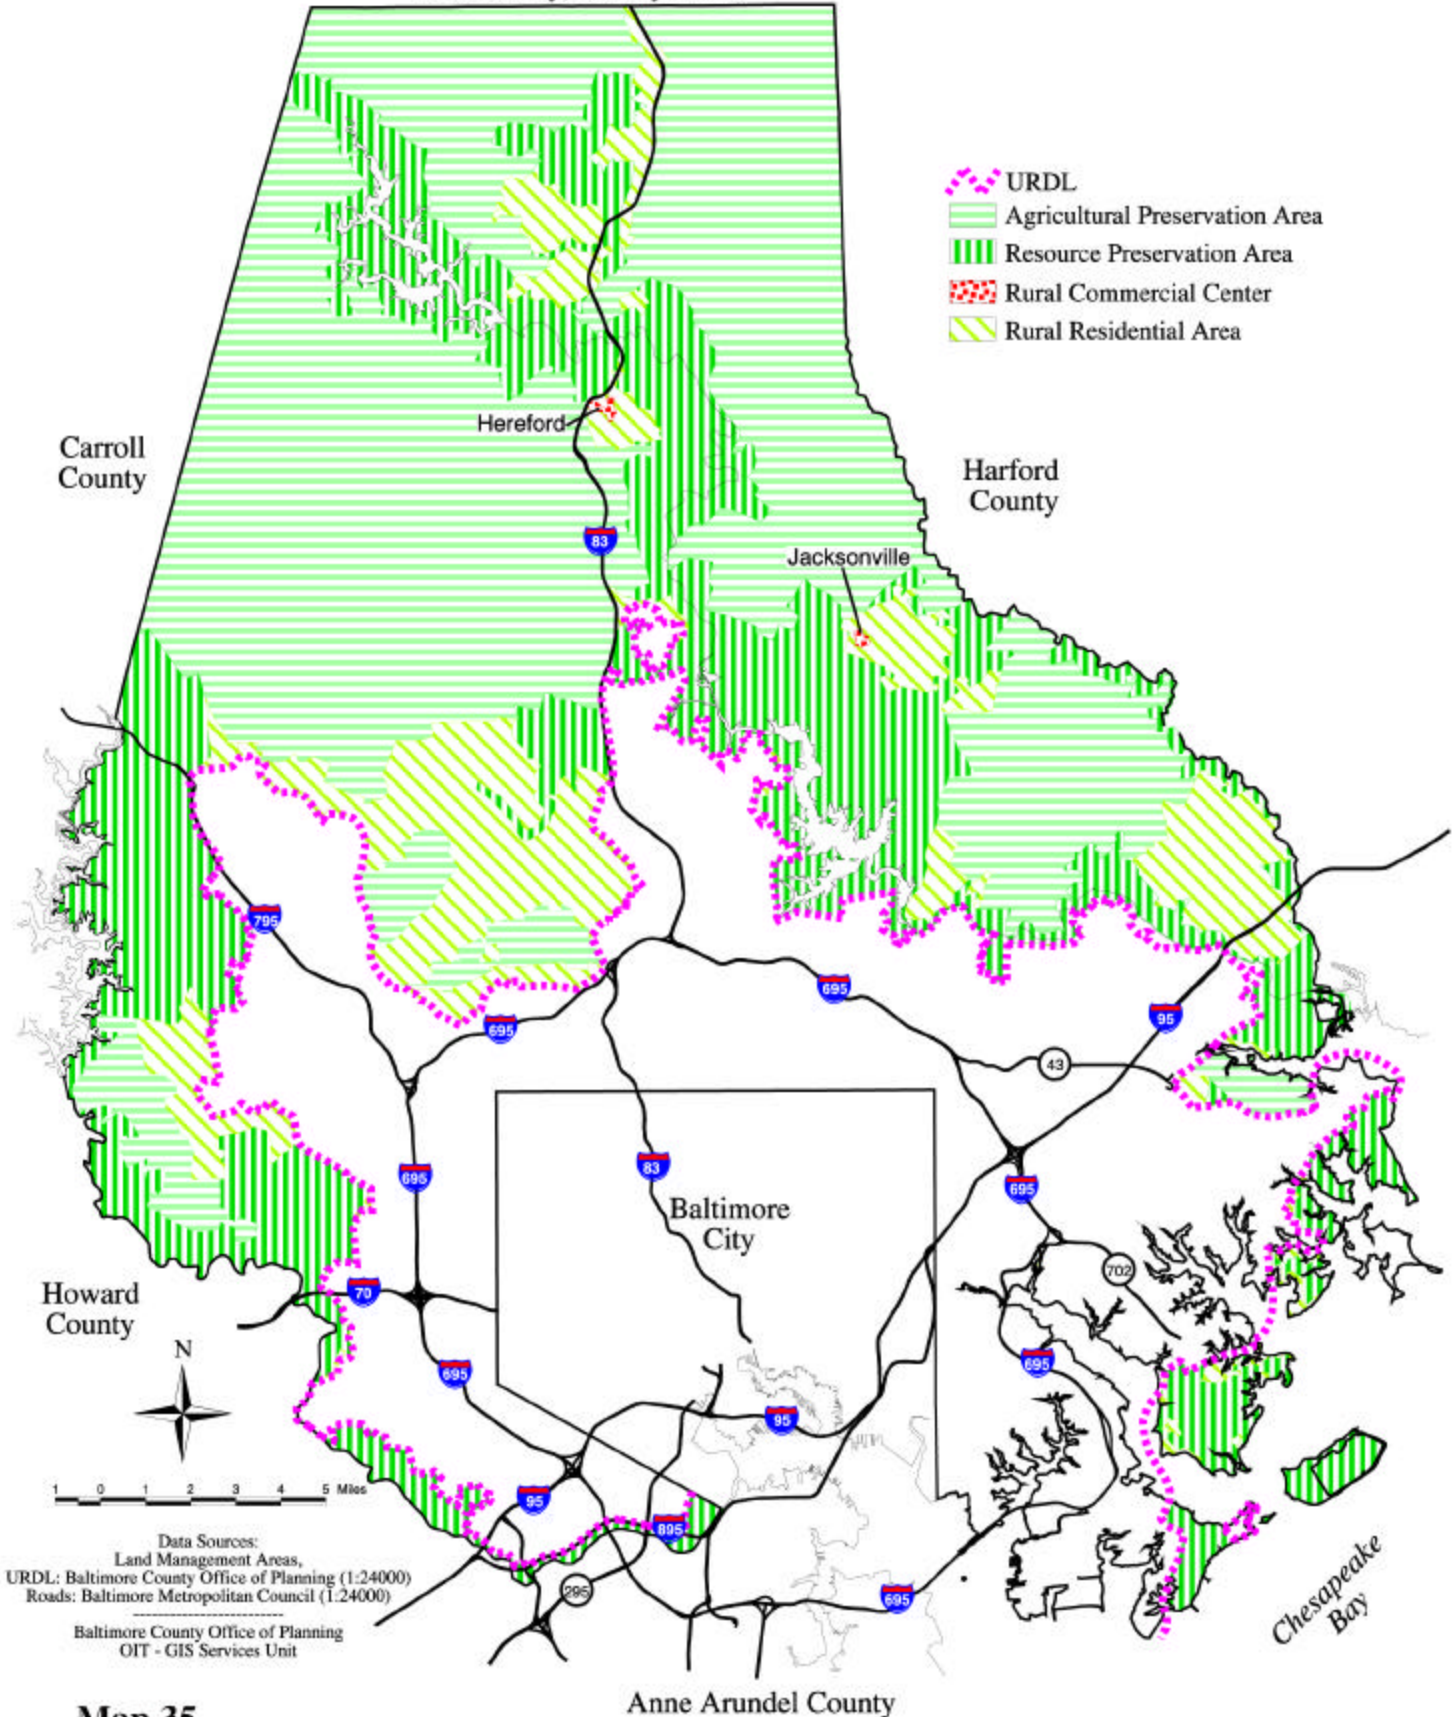 URDL
Agricultural Preservation Area
Resource Preservation Area
Rural Commercial Center
Rural Residential Area
Hereford
Carroll
County
Harford
County
83
Jacksonville
795
695
695
95
43
695
83
695
Baltimore
City
702
Howard
County
70
N
695
695
95
1 0 1 2 3 4 5 Miles
95
895
Data Sources:
Land Management Areas,
URDL: Baltimore County Office of Planning (1:24000)
Roads: Baltimore Metropolitan Council (1:24000)
--------------------------
Baltimore County Office of Planning
OIT - GIS Services Unit
295
695
Chesapeake
Bay
Anne Arundel County
Map 35